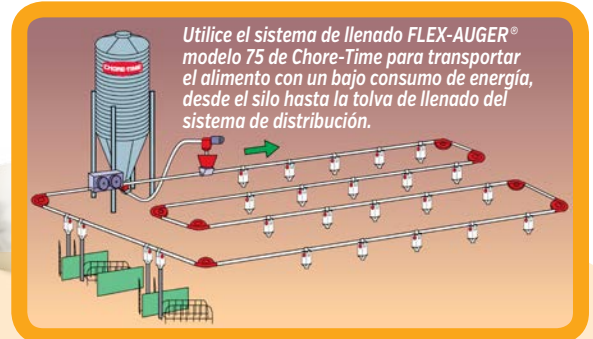 Utilice el sistema de llenado FLEX-AUGER®
modelo 75 de Chore-Time para transportar
el alimento con un bajo consumo de energía,
desde el silo hasta la tolva de llenado del
sistema de distribución.
CHORE-TIME